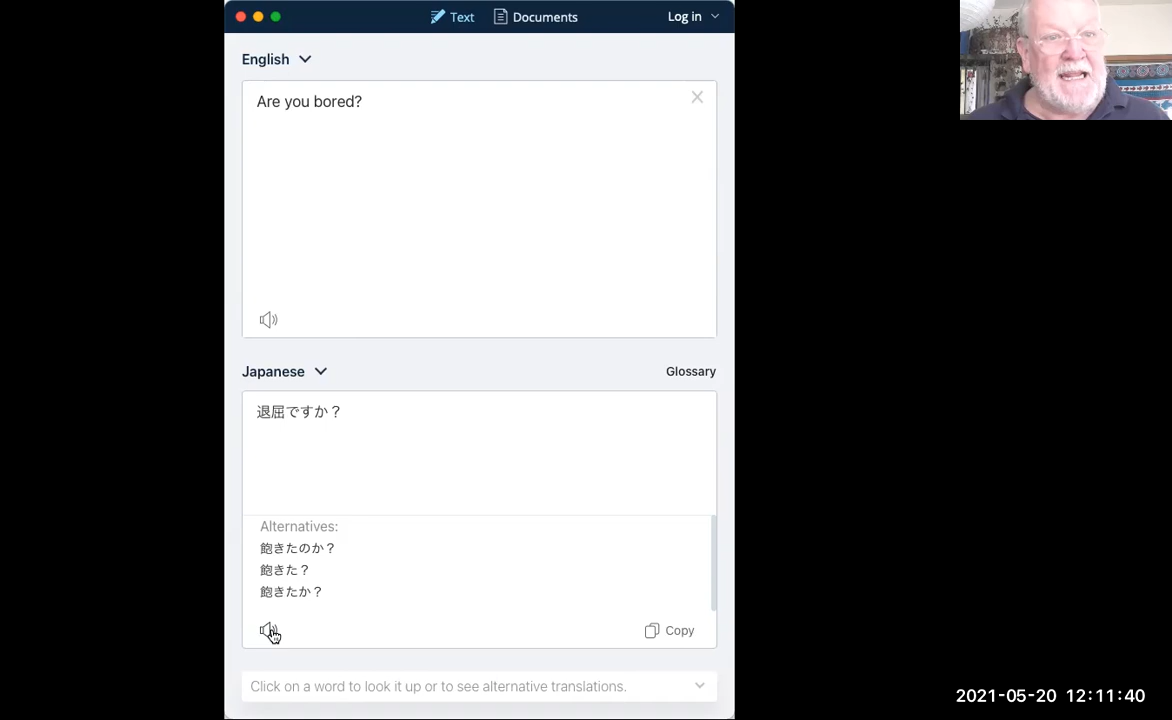 Text Documents Log in
English
Are you bored?
Japanese Glossary
退屈ですか？
Alternatives:
飽きたのか？
飽きた？
飽きたか？
Copy
Click on a word to look it up or to see alternative translations.
2021-05-20 12:11:40